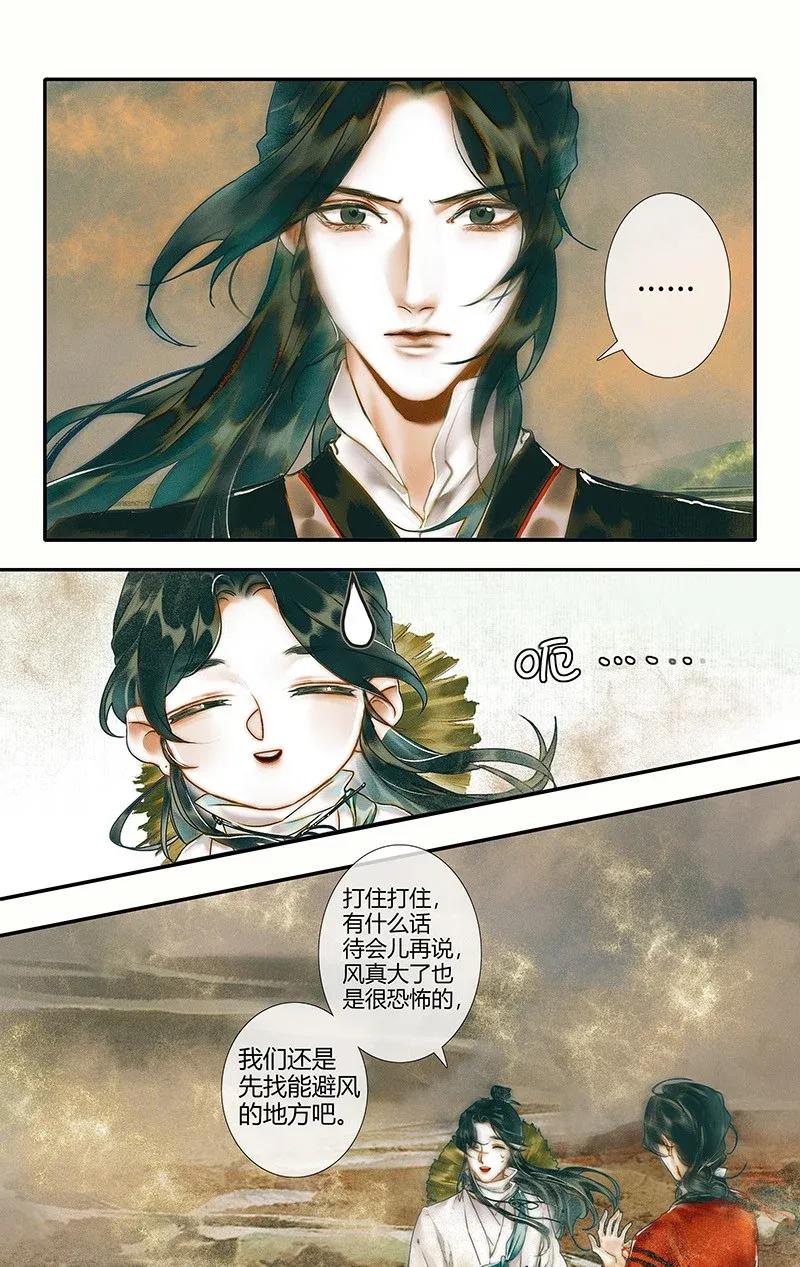 ······
呃······
打住打住，
有什么话
待会儿再说，
风真大了也
是很恐怖的，
我们还是
先找能避风
的地方吧。